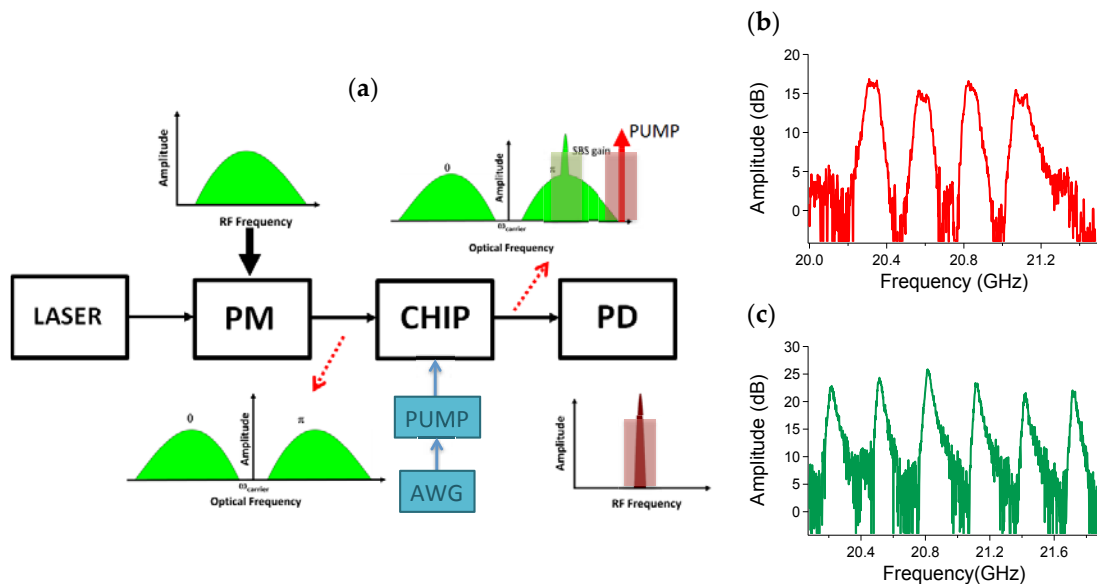 (a)
Amplitude
RF Frequency
PUMP
SBS gain
0
π
Amplitude
ωcarrier
Optical Frequency
LASER
PM
CHIP
PD
0
π
Amplitude
ωcarrier
Optical Frequency
PUMP
AWG
Amplitude
RF Frequency
(b)
Amplitude (dB)
20
15
10
5
0
20.0 20.4 20.8 21.2
Frequency (GHz)
(c)
Amplitude (dB)
30
25
20
15
10
5
0
20.4 20.8 21.2 21.6
Frequency(GHz)